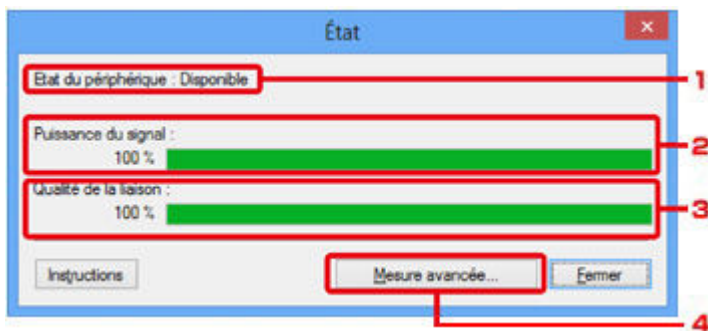 État
Etat du périphérique : Disponible
1
Puissance du signal :
100 %
2
Qualité de la liaison :
100 %
3
Instructions
Mesure avancée...
Fermer
4